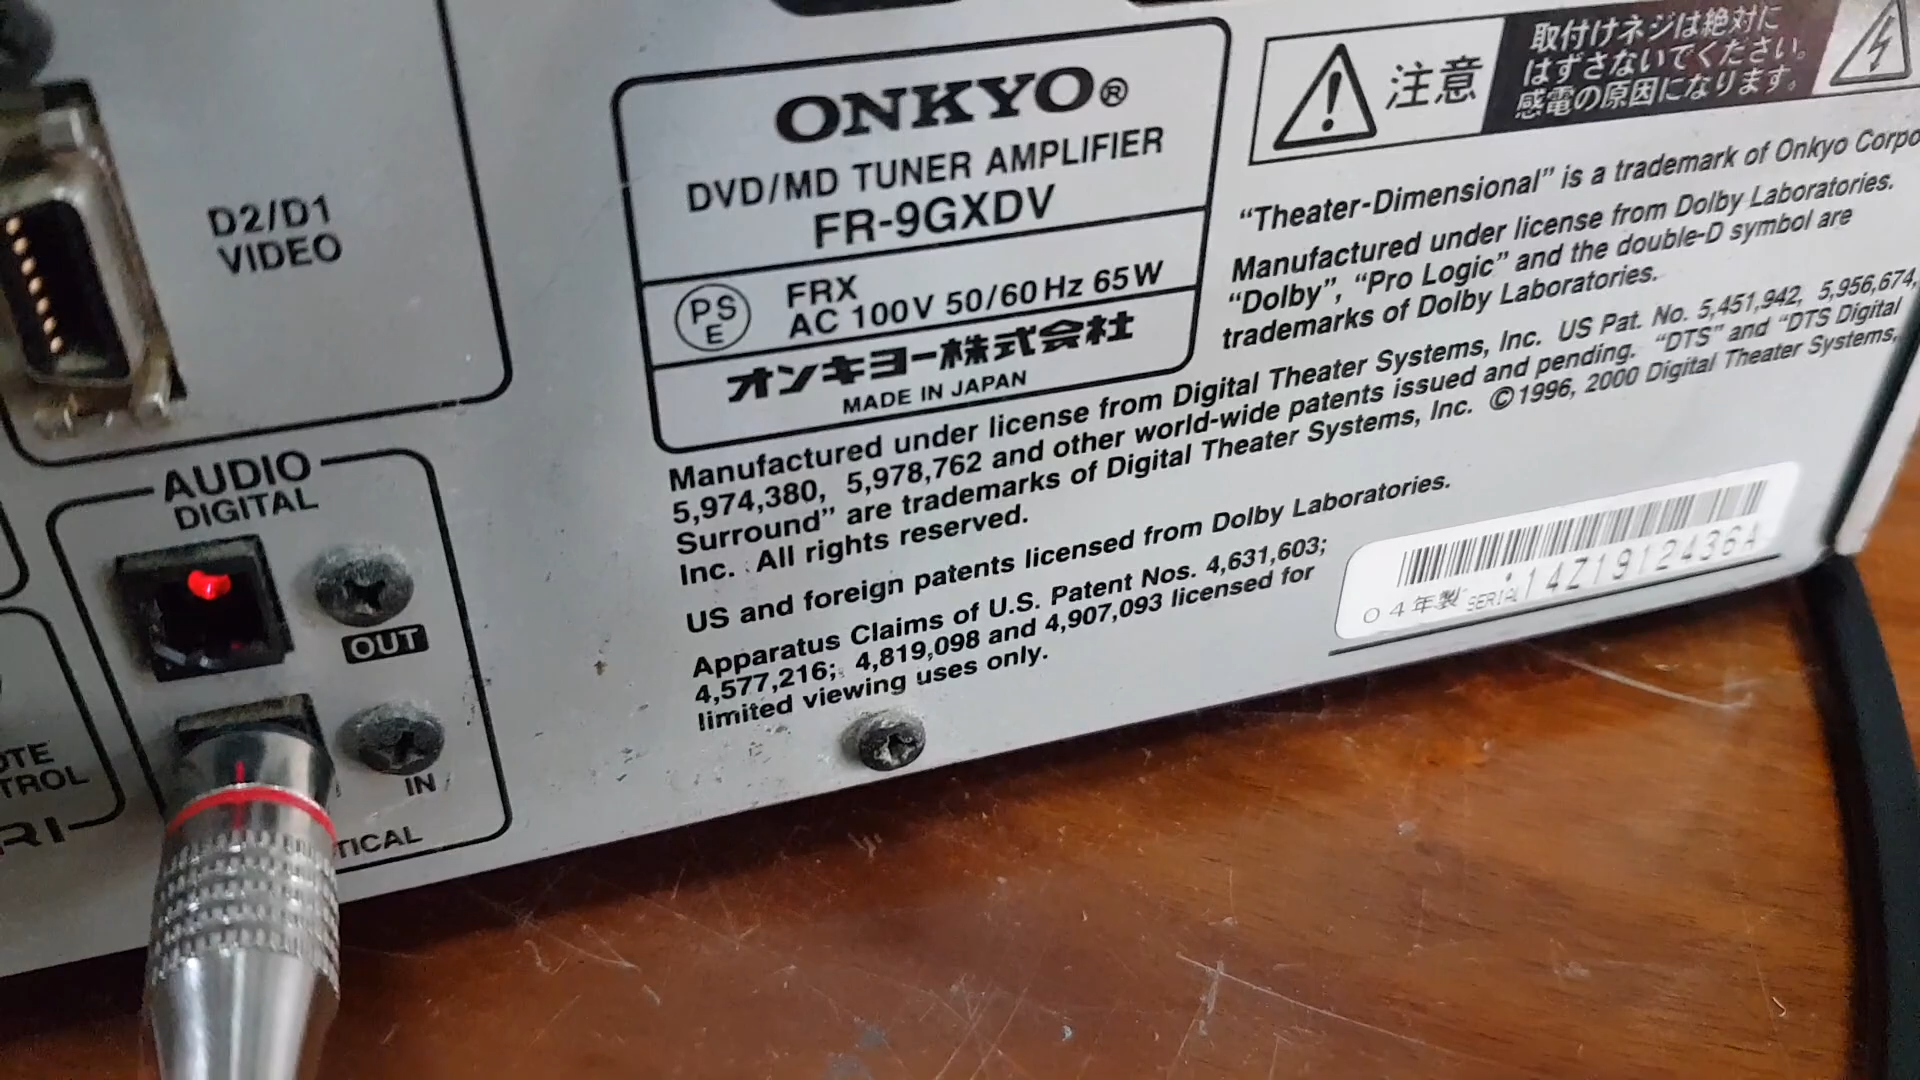 D2/D1
VIDEO
ONKYO®
DVD/MD TUNER AMPLIFIER
FR-9GXDV
PS
E
FRX
AC 100V 50/60 Hz 65W
オンキヨー株式会社
MADE IN JAPAN
注意
取付けネジは絶対に
はずさないでください。
感電の原因になります。
“Theater-Dimensional” is a trademark of Onkyo Corpo
Manufactured under license from Dolby Laboratories.
“Dolby”, “Pro Logic” and the double-D symbol are
trademarks of Dolby Laboratories.
Manufactured under license from Digital Theater Systems, Inc. US Pat. No. 5,451,942, 5,956,674,
5,974,380, 5,978,762 and other world-wide patents issued and pending. “DTS” and “DTS Digital
Surround” are trademarks of Digital Theater Systems, Inc. ©1996, 2000 Digital Theater Systems,
Inc. All rights reserved.
US and foreign patents licensed from Dolby Laboratories.
Apparatus Claims of U.S. Patent Nos. 4,631,603;
4,577,216; 4,819,098 and 4,907,093 licensed for
limited viewing uses only.
04年製 SERIAL 14Z1912436A
AUDIO
DIGITAL
OUT
IN
TICAL
OTE
TROL
RI